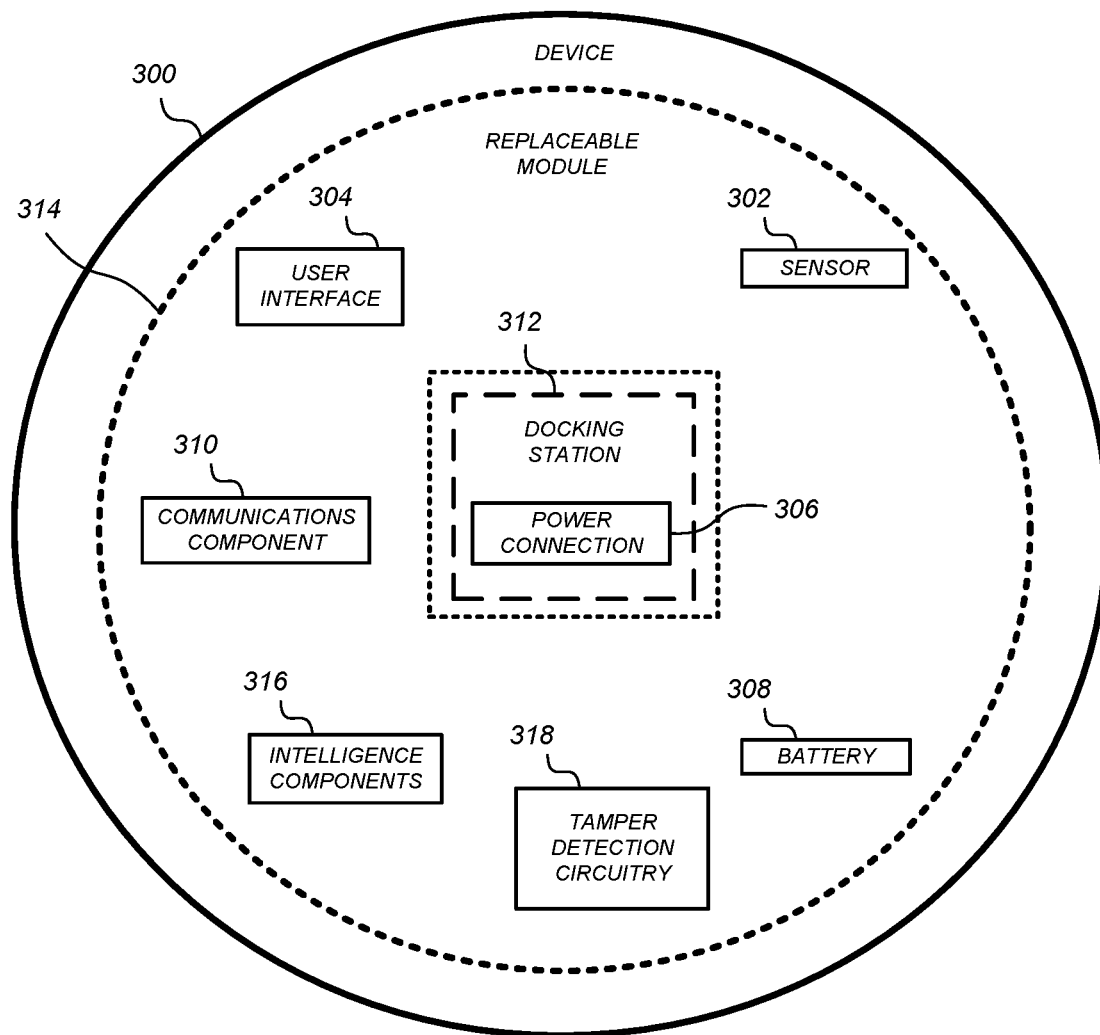 DEVICE
300
REPLACEABLE
MODULE
314
304
302
USER
INTERFACE
SENSOR
312
DOCKING
STATION
310
COMMUNICATIONS
COMPONENT
POWER
CONNECTION
306
316
INTELLIGENCE
COMPONENTS
318
TAMPER
DETECTION
CIRCUITRY
308
BATTERY